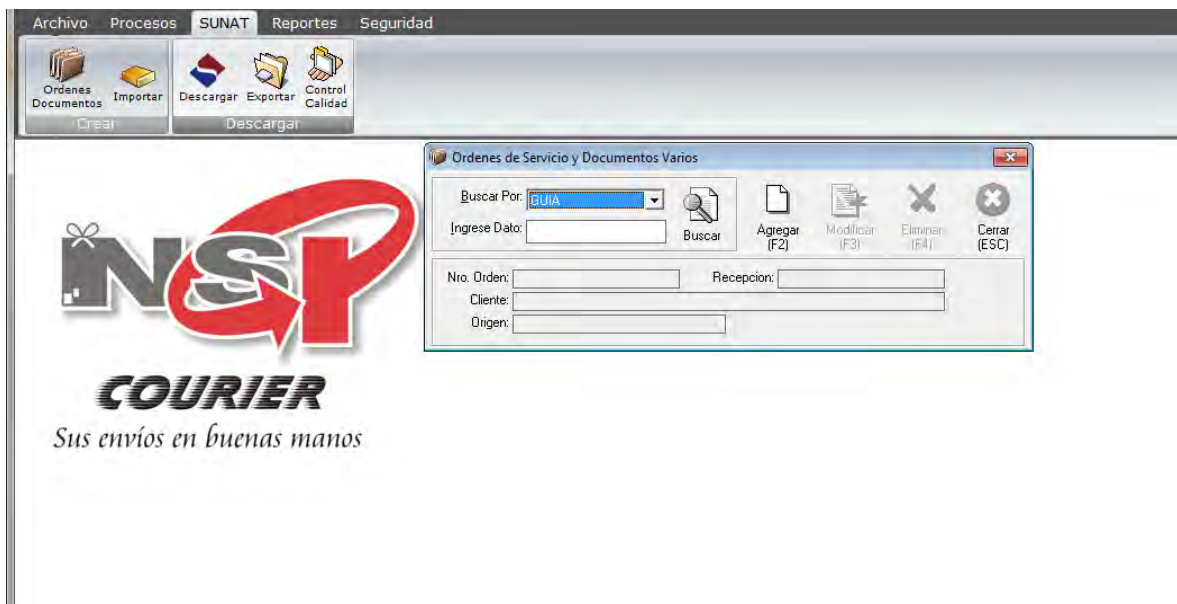 Archivo Procesos SUNAT Reportes Seguridad
Ordenes Documentos Importar Descargar Exportar Control Calidad
Crear Descargar
Ordenes de Servicio y Documentos Varios
Buscar Por: GUIA
Ingrese Dato:
Buscar Agregar (F2) Modificar (F3) Eliminar (F4) Cerrar (ESC)
Nro. Orden: Recepcion:
Cliente:
Origen:
NSP
COURIER
Sus envíos en buenas manos